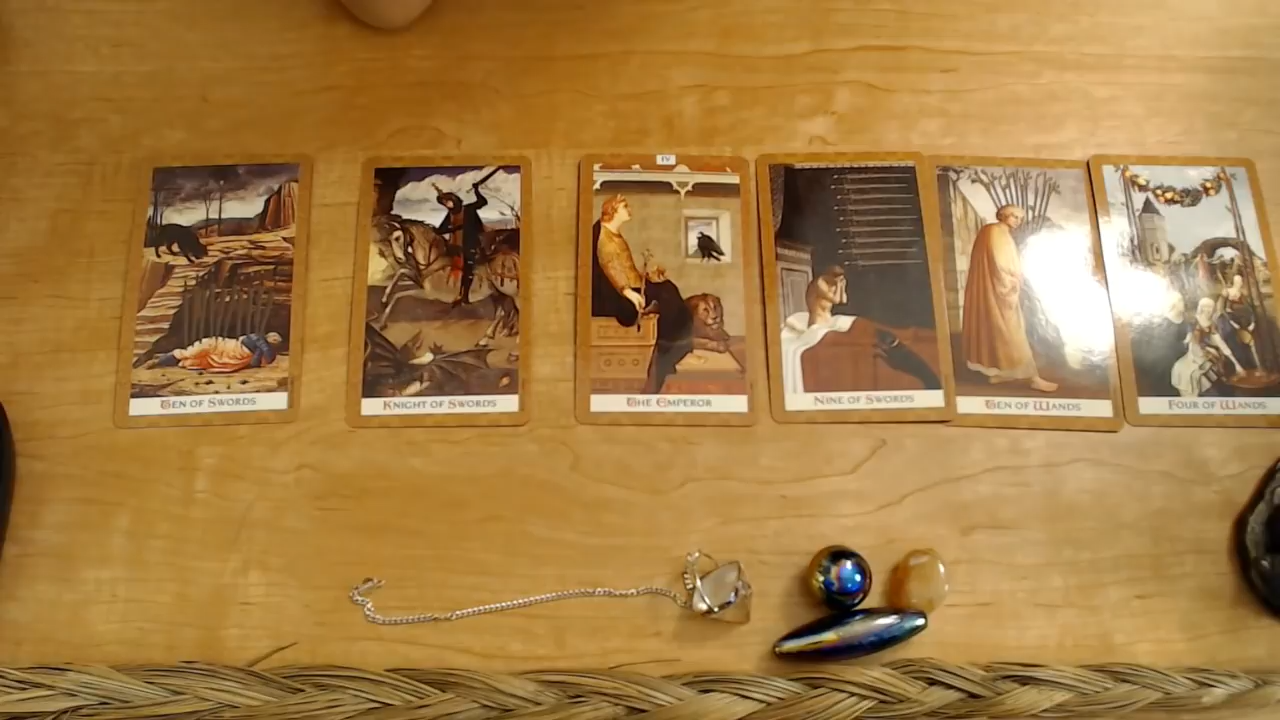 TEN OF SWORDS
KNIGHT OF SWORDS
IV
THE EMPEROR
NINE OF SWORDS
TEN OF WANDS
FOUR OF WANDS